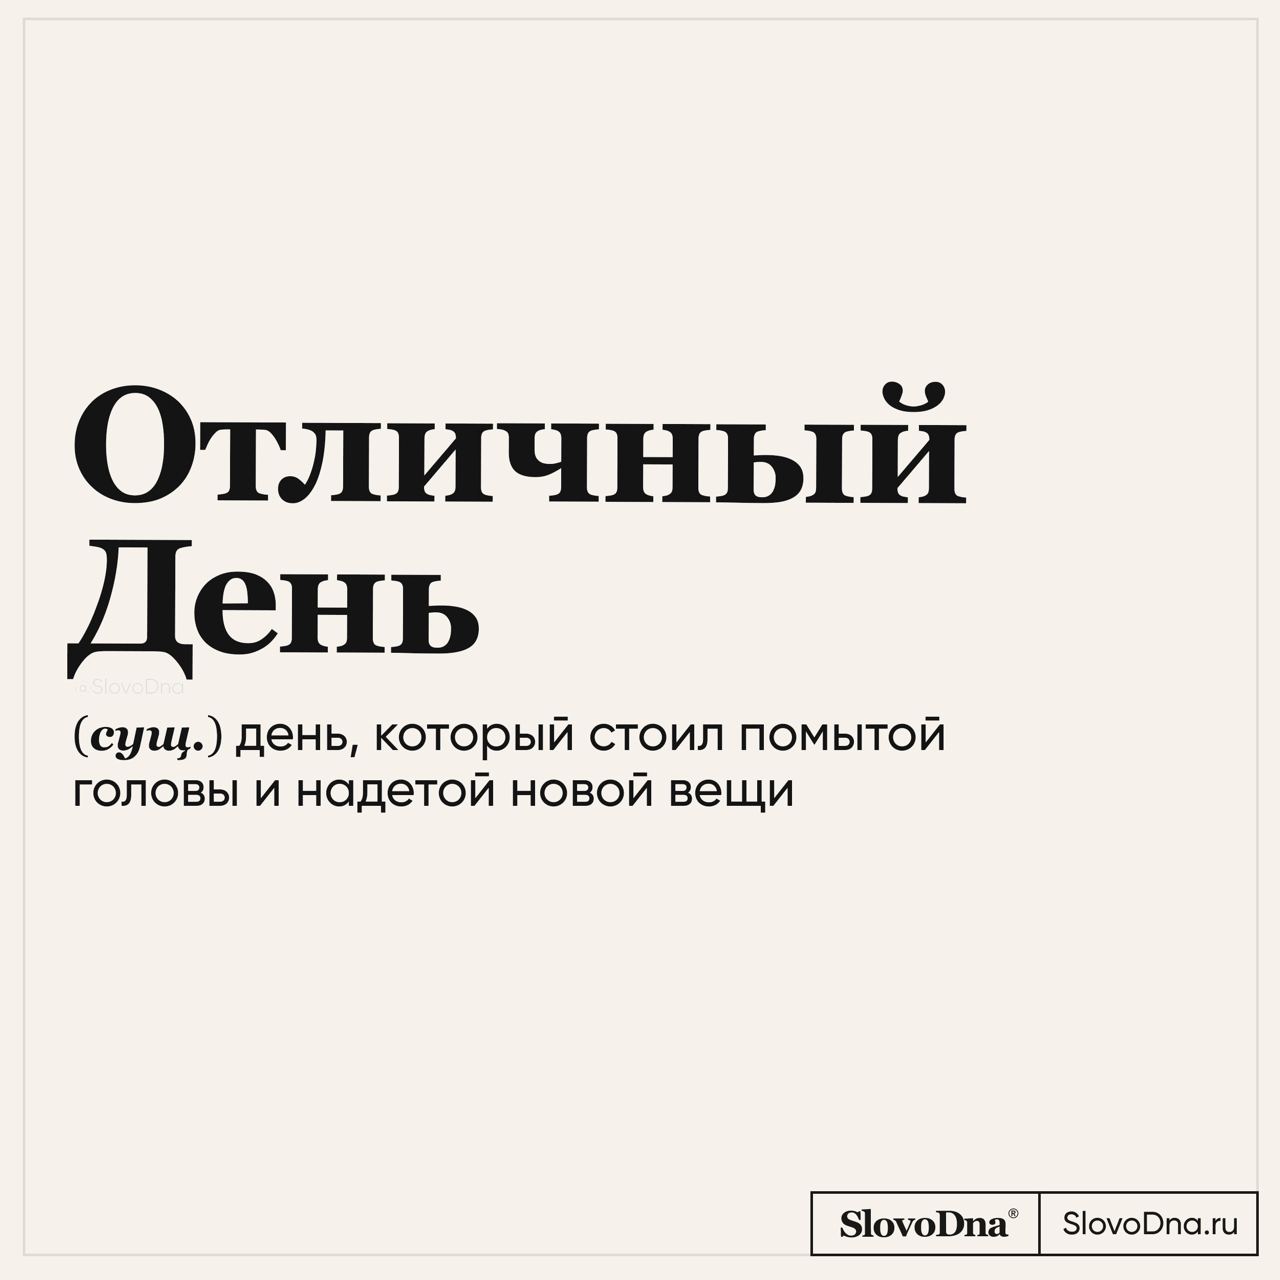 Отличный
День
SlovoDna
(сущ.) день, который стоил помытой
головы и надетой новой вещи
SlovoDna®
SlovoDna.ru